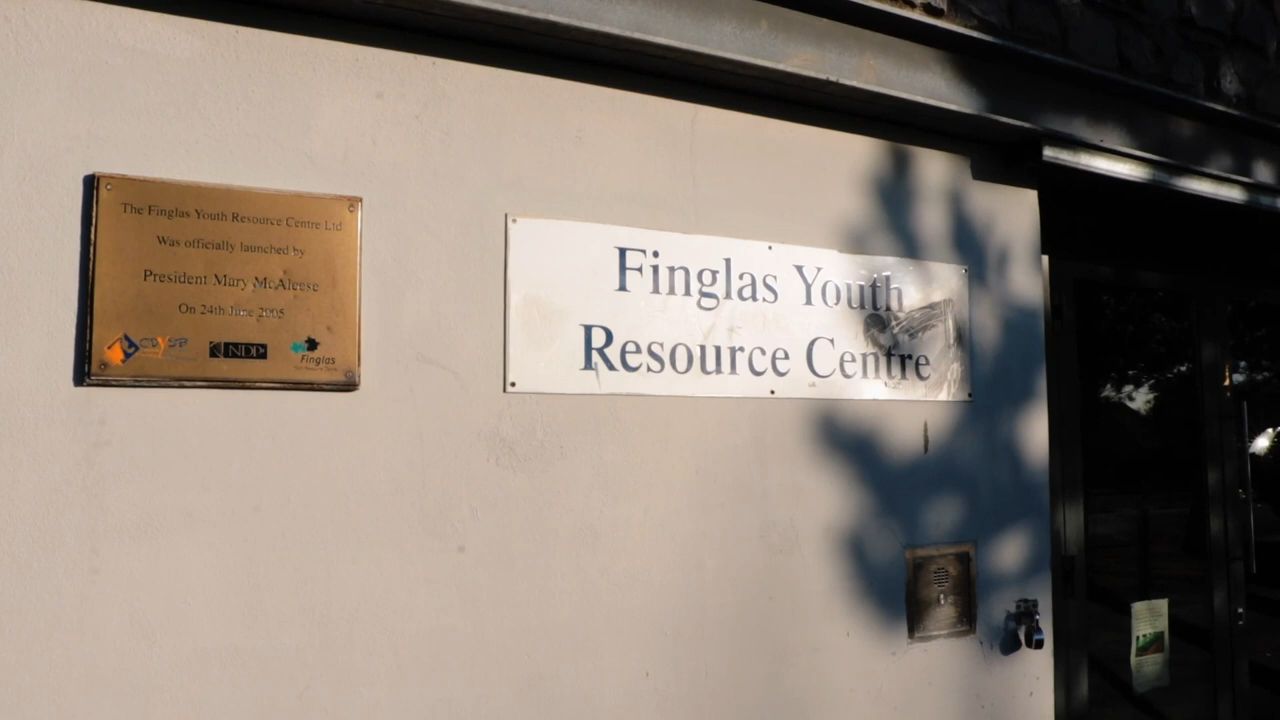 The Finglas Youth Resource Centre Ltd
Was officially launched by
President Mary McAleese
On 24th June 2005
CDYSB
NDP
Finglas
Finglas Youth
Resource Centre